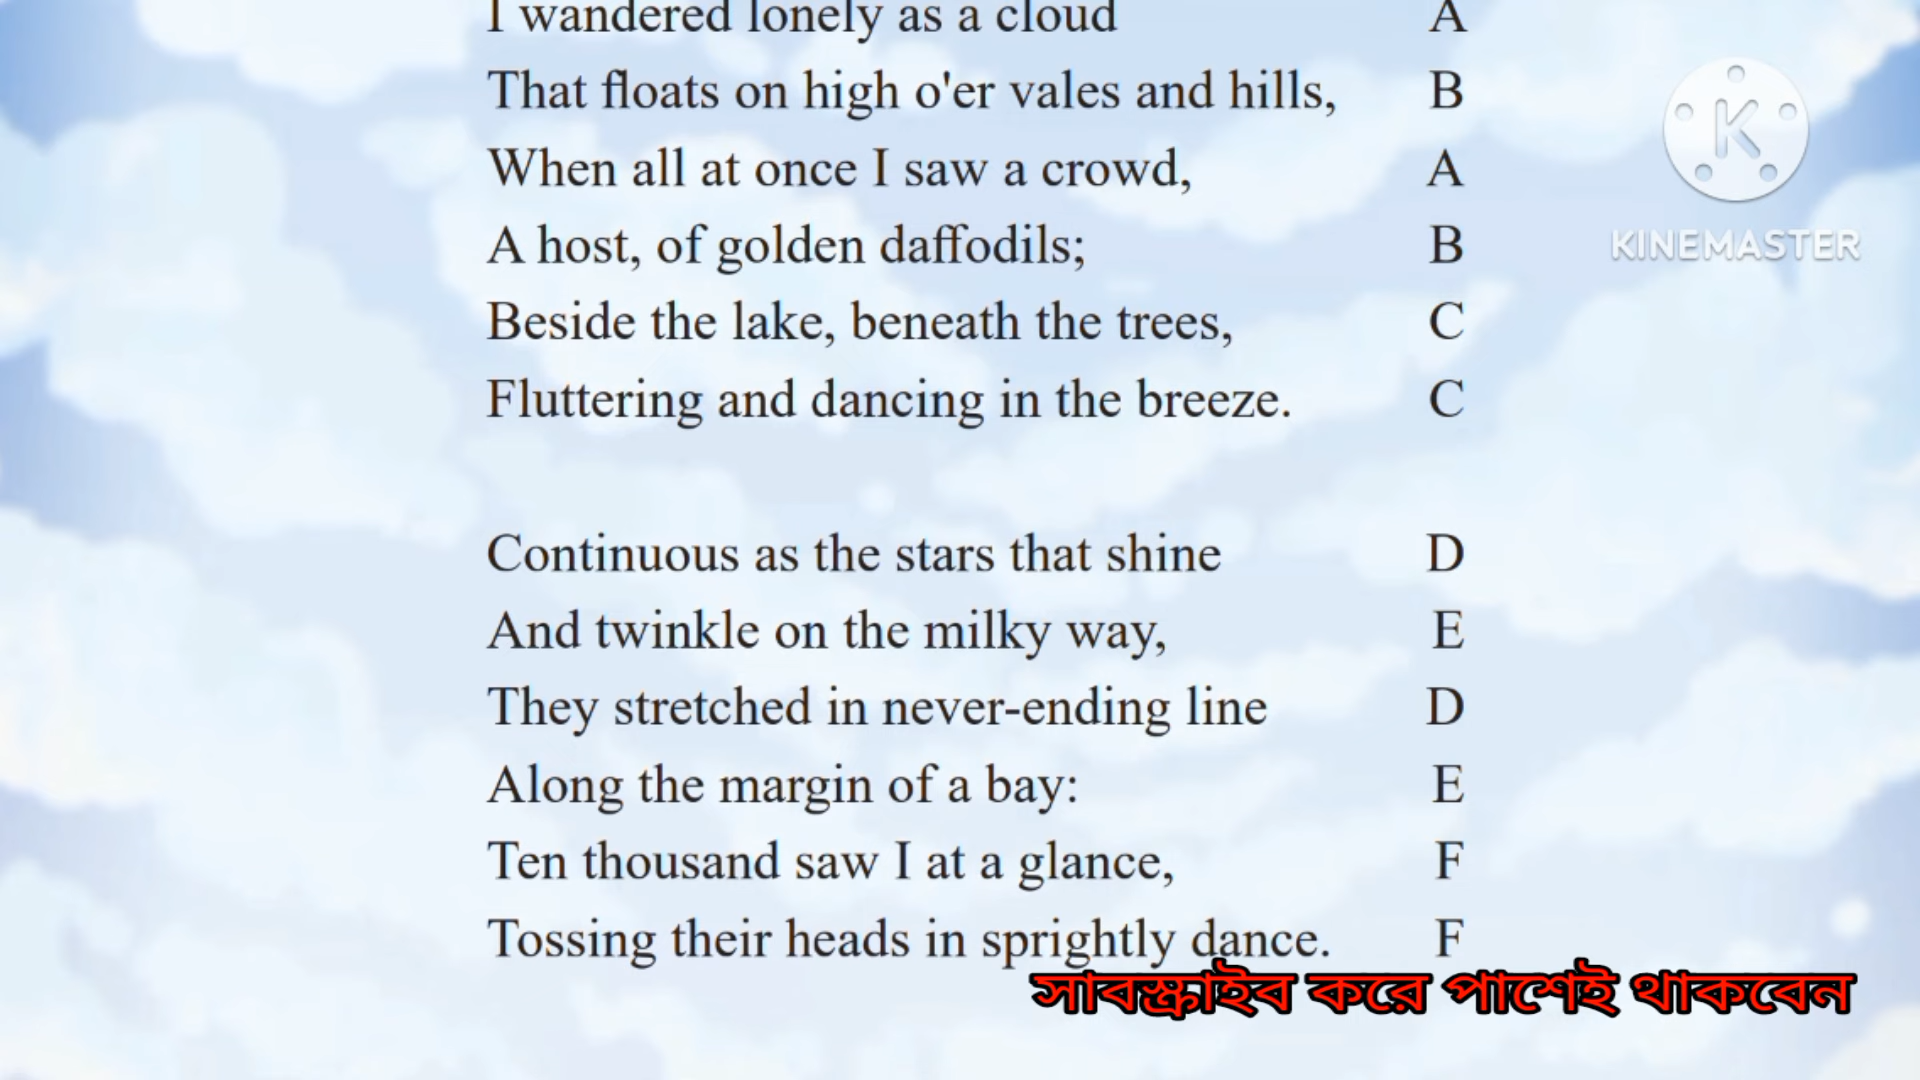 I wandered lonely as a cloud A
That floats on high o'er vales and hills, B
When all at once I saw a crowd, A
A host, of golden daffodils; B
Beside the lake, beneath the trees, C
Fluttering and dancing in the breeze. C
K
KINEMASTER
Continuous as the stars that shine D
And twinkle on the milky way, E
They stretched in never-ending line D
Along the margin of a bay: E
Ten thousand saw I at a glance, F
Tossing their heads in sprightly dance. F
সাবস্ক্রাইব করে পাশেই থাকবেন